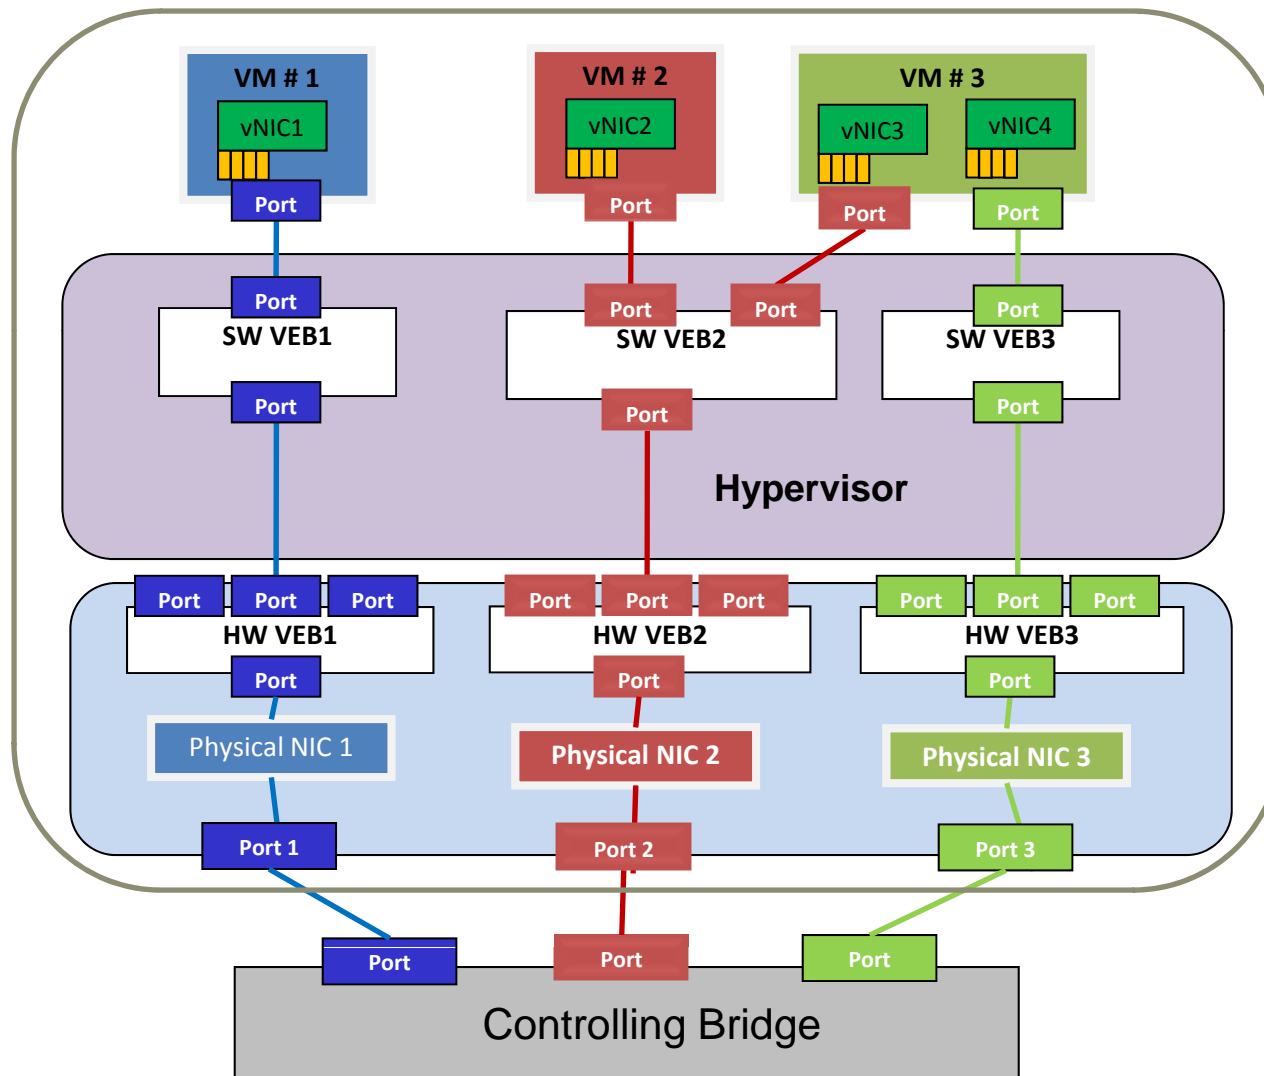 VM # 1
VM # 2
VM # 3
vNIC1
vNIC2
vNIC3
vNIC4
Port
Port
Port
Port
Port
Port
Port
Port
SW VEB1
SW VEB2
SW VEB3
Port
Port
Port
Hypervisor
Port
Port
Port
Port
Port
Port
Port
Port
Port
HW VEB1
HW VEB2
HW VEB3
Port
Port
Port
Physical NIC 1
Physical NIC 2
Physical NIC 3
Port 1
Port 2
Port 3
Port
Port
Port
Controlling Bridge